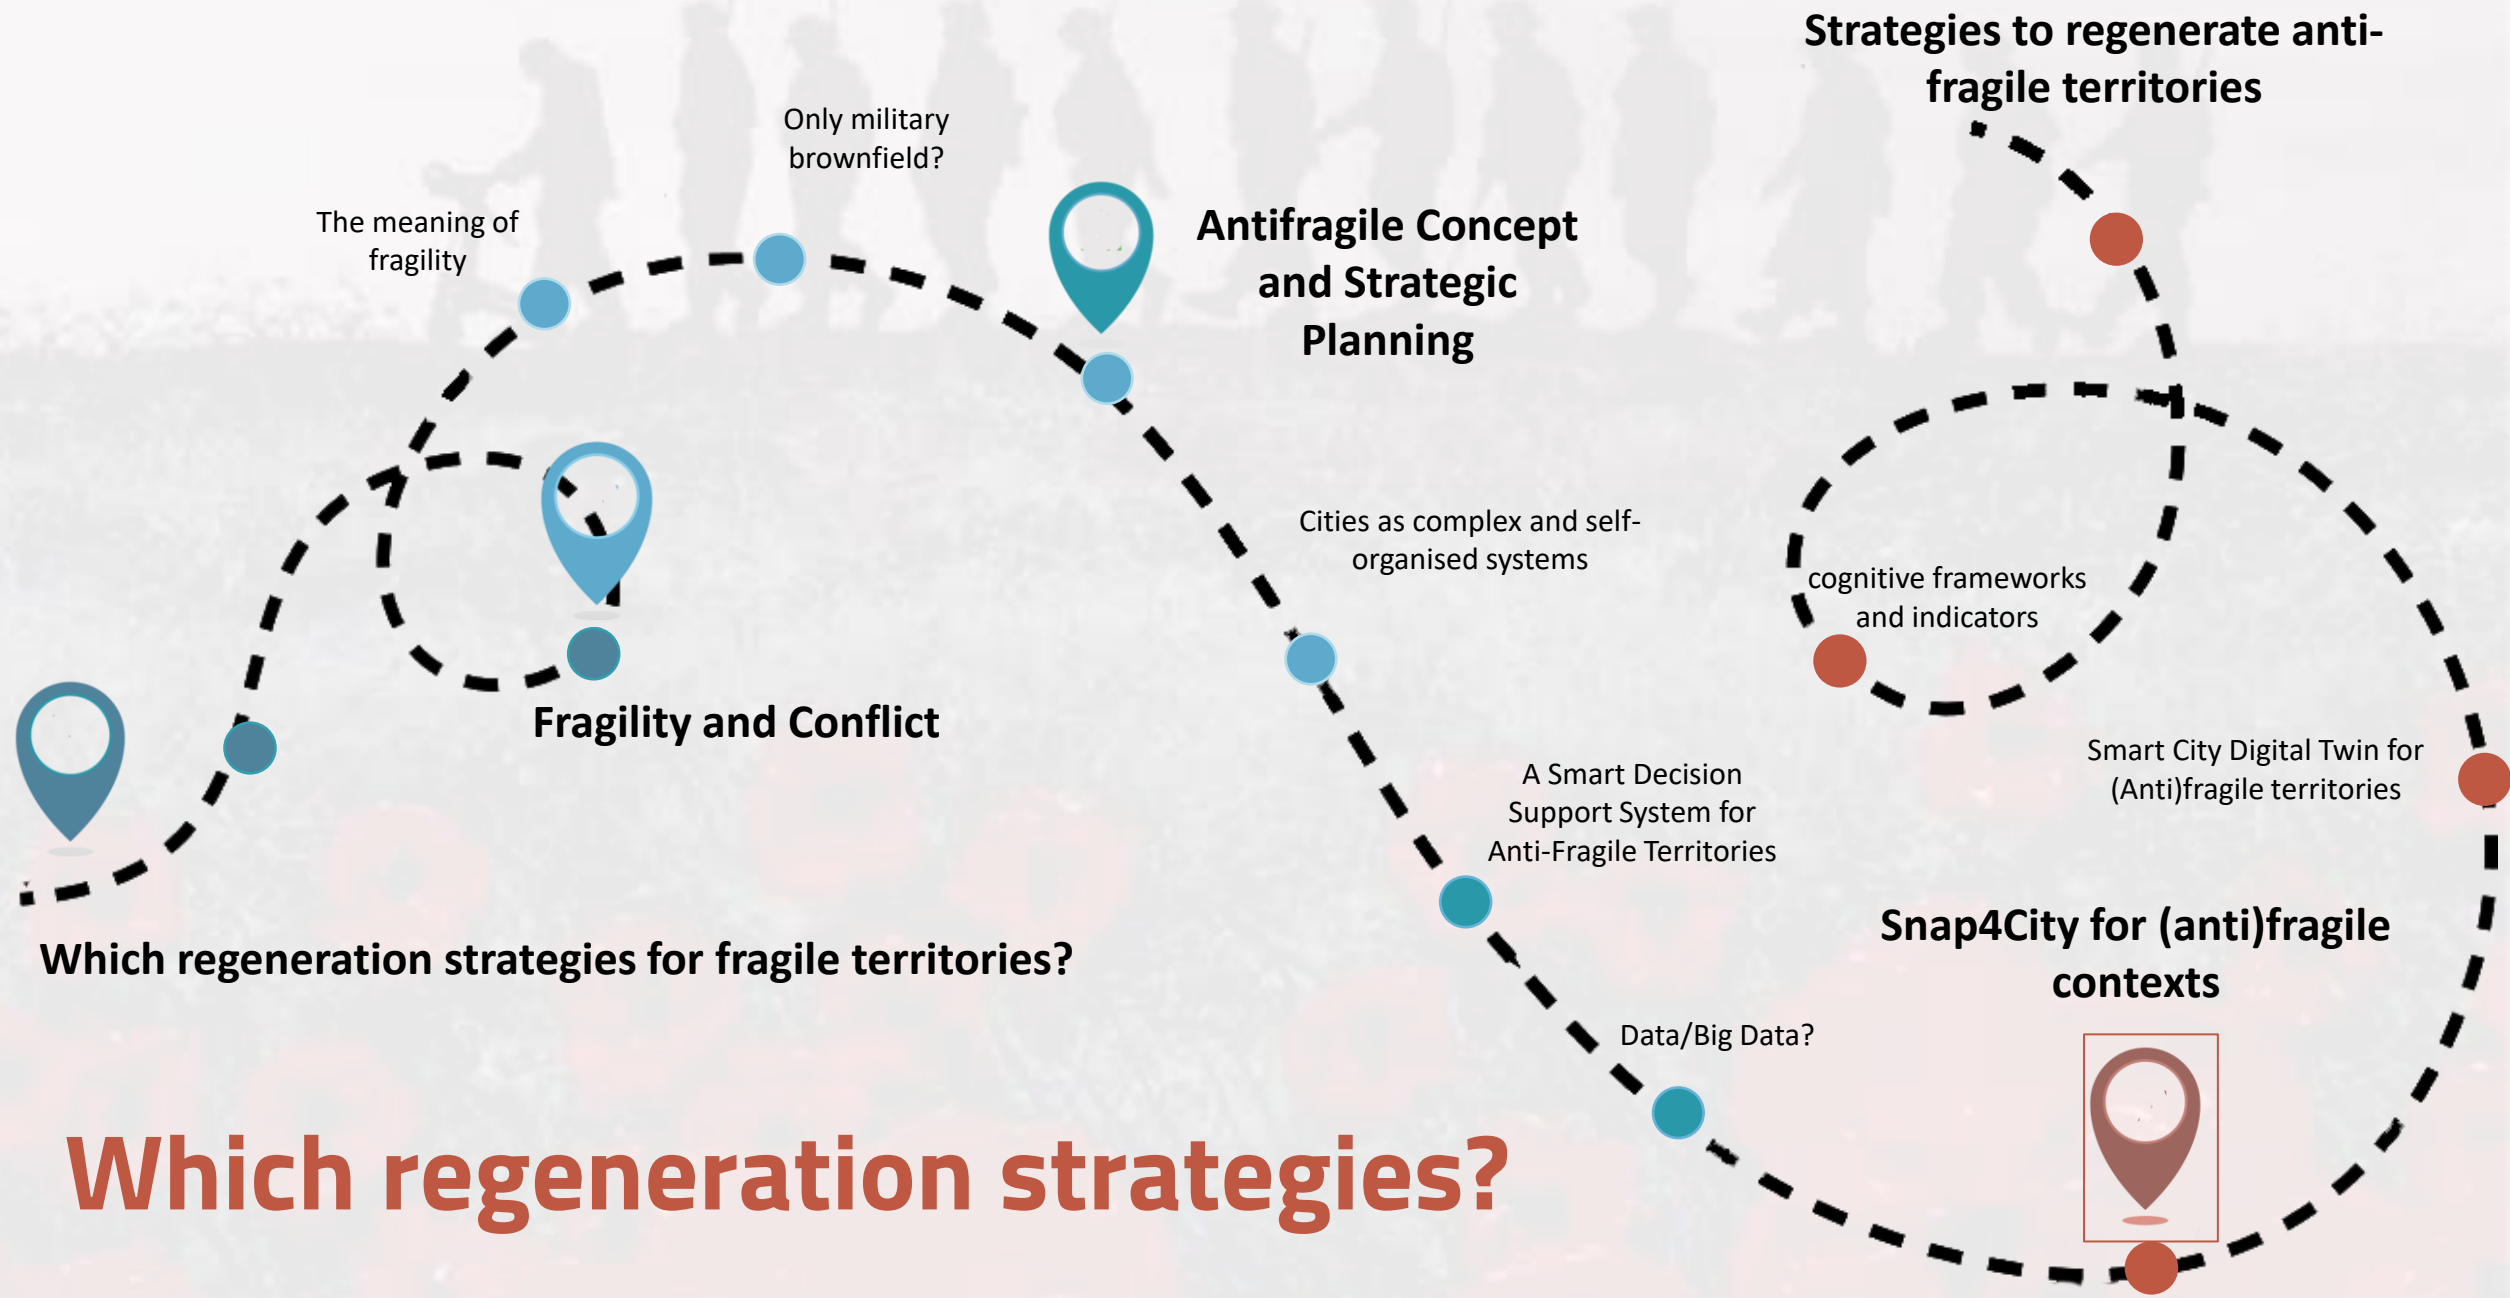 Strategies to regenerate anti-
fragile territories
Only military
brownfield?
The meaning of
fragility
Antifragile Concept
and Strategic
Planning
Cities as complex and self-
organised systems
cognitive frameworks
and indicators
Fragility and Conflict
Smart City Digital Twin for
(Anti)fragile territories
A Smart Decision
Support System for
Anti-Fragile Territories
Which regeneration strategies for fragile territories?
Snap4City for (anti)fragile
contexts
Data/Big Data?
Which regeneration strategies?